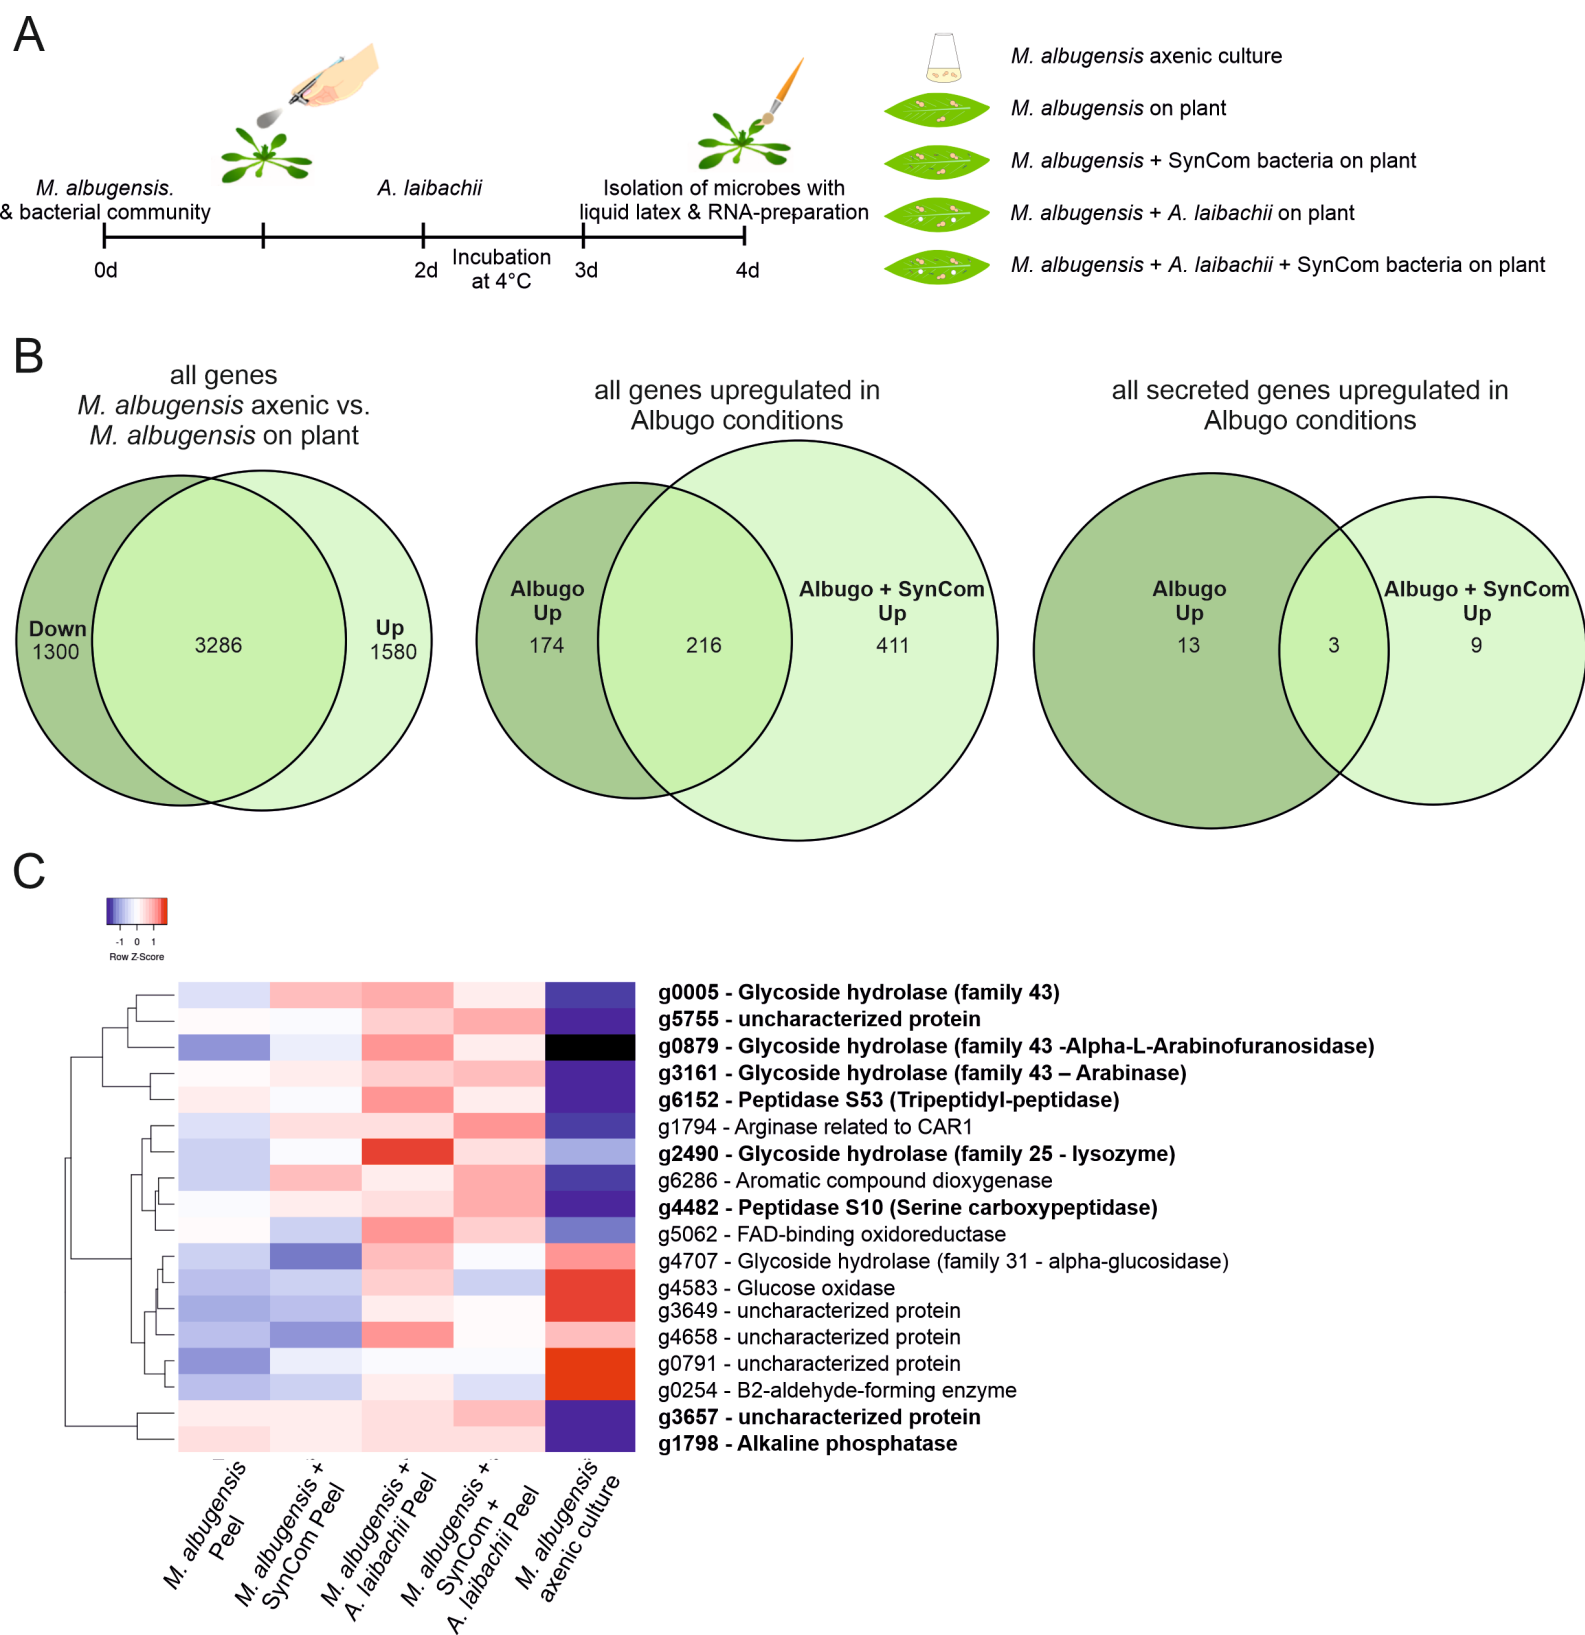 A
M. albugensis.
& bacterial community
A. laibachii
Isolation of microbes with
liquid latex & RNA-preparation
0d
2d
Incubation
at 4°C
3d
4d
M. albugensis axenic culture
M. albugensis on plant
M. albugensis + SynCom bacteria on plant
M. albugensis + A. laibachii on plant
M. albugensis + A. laibachii + SynCom bacteria on plant
B
all genes
M. albugensis axenic vs.
M. albugensis on plant
Down
1300
3286
Up
1580
all genes upregulated in
Albugo conditions
Albugo
Up
174
216
Albugo + SynCom
Up
411
all secreted genes upregulated in
Albugo conditions
Albugo
Up
13
3
Albugo + SynCom
Up
9
C
-1 0 1
Row Z-Score
g0005 - Glycoside hydrolase (family 43)
g5755 - uncharacterized protein
g0879 - Glycoside hydrolase (family 43 -Alpha-L-Arabinofuranosidase)
g3161 - Glycoside hydrolase (family 43 – Arabinase)
g6152 - Peptidase S53 (Tripeptidyl-peptidase)
g1794 - Arginase related to CAR1
g2490 - Glycoside hydrolase (family 25 - lysozyme)
g6286 - Aromatic compound dioxygenase
g4482 - Peptidase S10 (Serine carboxypeptidase)
g5062 - FAD-binding oxidoreductase
g4707 - Glycoside hydrolase (family 31 - alpha-glucosidase)
g4583 - Glucose oxidase
g3649 - uncharacterized protein
g4658 - uncharacterized protein
g0791 - uncharacterized protein
g0254 - B2-aldehyde-forming enzyme
g3657 - uncharacterized protein
g1798 - Alkaline phosphatase
M. albugensis
Peel
M. albugensis +
SynCom Peel
M. albugensis +
A. laibachii Peel
M. albugensis +
SynCom +
A. laibachii Peel
M. albugensis
axenic culture